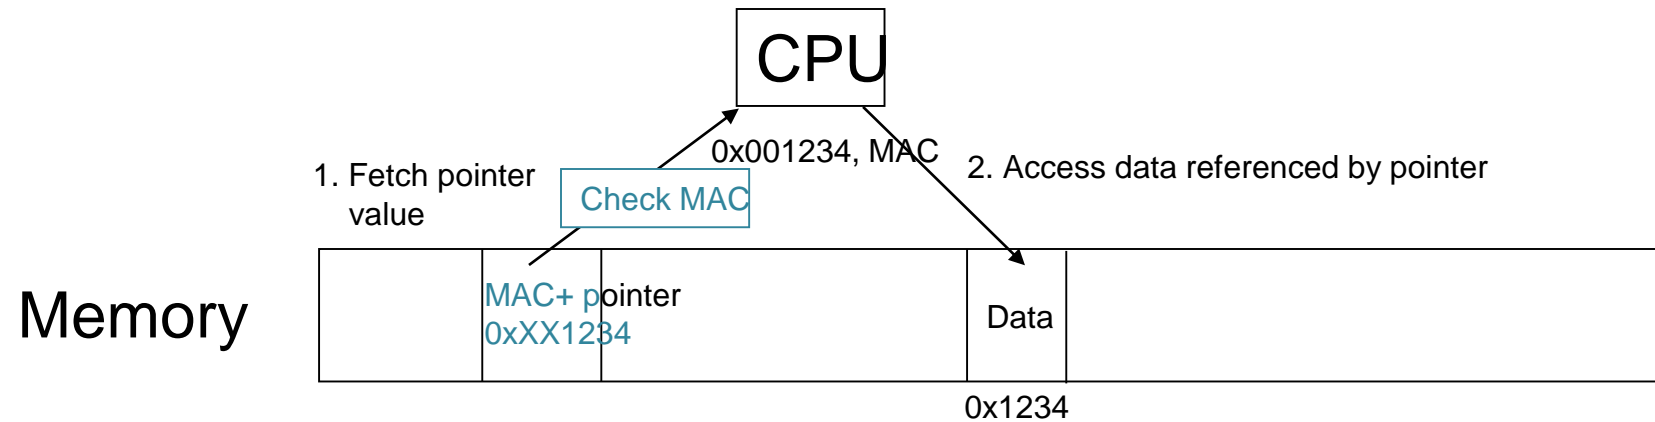 CPU
0x001234, MAC
1. Fetch pointer
value
2. Access data referenced by pointer
Check MAC
Memory
MAC+ pointer
0xXX1234
Data
0x1234